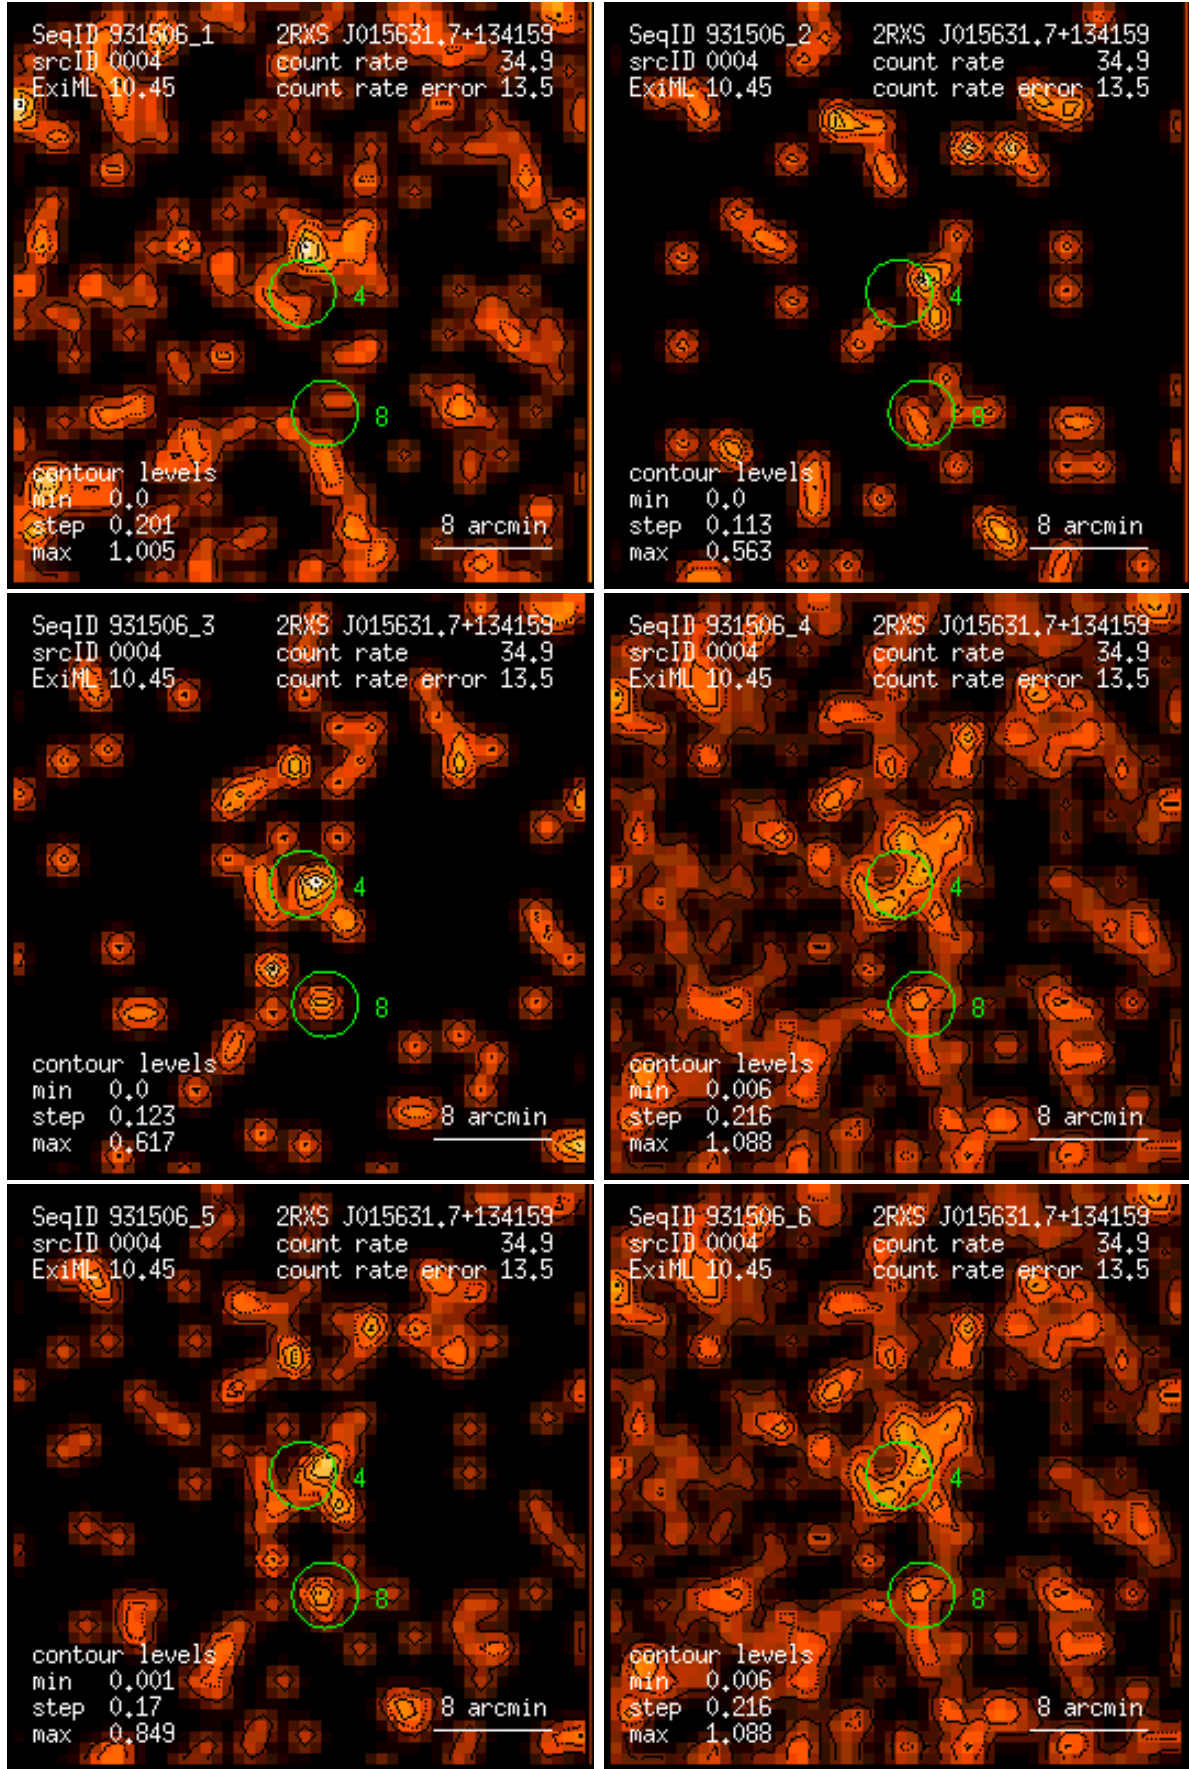 SeqID 931506_1 2RXS J015631.7+134159
srcID 0004 count rate 34.9
ExiML 10.45 count rate error 13.5
4
8
contour levels
min 0.0
step 0.201 8 arcmin
max 1.005
SeqID 931506_2 2RXS J015631.7+134159
srcID 0004 count rate 34.9
ExiML 10.45 count rate error 13.5
4
8
contour levels
min 0.0
step 0.113 8 arcmin
max 0.563
SeqID 931506_3 2RXS J015631.7+134159
srcID 0004 count rate 34.9
ExiML 10.45 count rate error 13.5
4
8
contour levels
min 0.0
step 0.123 8 arcmin
max 0.617
SeqID 931506_4 2RXS J015631.7+134159
srcID 0004 count rate 34.9
ExiML 10.45 count rate error 13.5
4
8
contour levels
min 0.006
step 0.216 8 arcmin
max 1.088
SeqID 931506_5 2RXS J015631.7+134159
srcID 0004 count rate 34.9
ExiML 10.45 count rate error 13.5
4
8
contour levels
min 0.001
step 0.17 8 arcmin
max 0.849
SeqID 931506_6 2RXS J015631.7+134159
srcID 0004 count rate 34.9
ExiML 10.45 count rate error 13.5
4
8
contour levels
min 0.006
step 0.216 8 arcmin
max 1.088